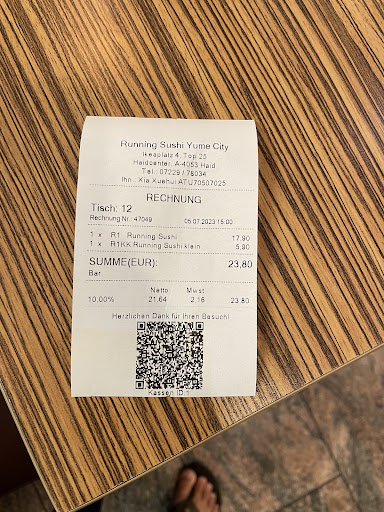 Running Sushi Yume City
Ikeaplatz 4, Top 25
Haidcenter, A-4053 Haid
Tel.: 07229 / 78034
Inh.: Xia Xuehui ATU70507025
RECHNUNG
Tisch: 12
Rechnung Nr.: 47049 05.07.2023 15:00
1 x R1. Running Sushi 17,90
1 x R1KK Running Sushi klein 5,90
SUMME(EUR): 23,80
Bar
Netto Mwst
10,00% 21,64 2,16 23,80
Herzlichen Dank für Ihren Besuch!
Kassen ID:1